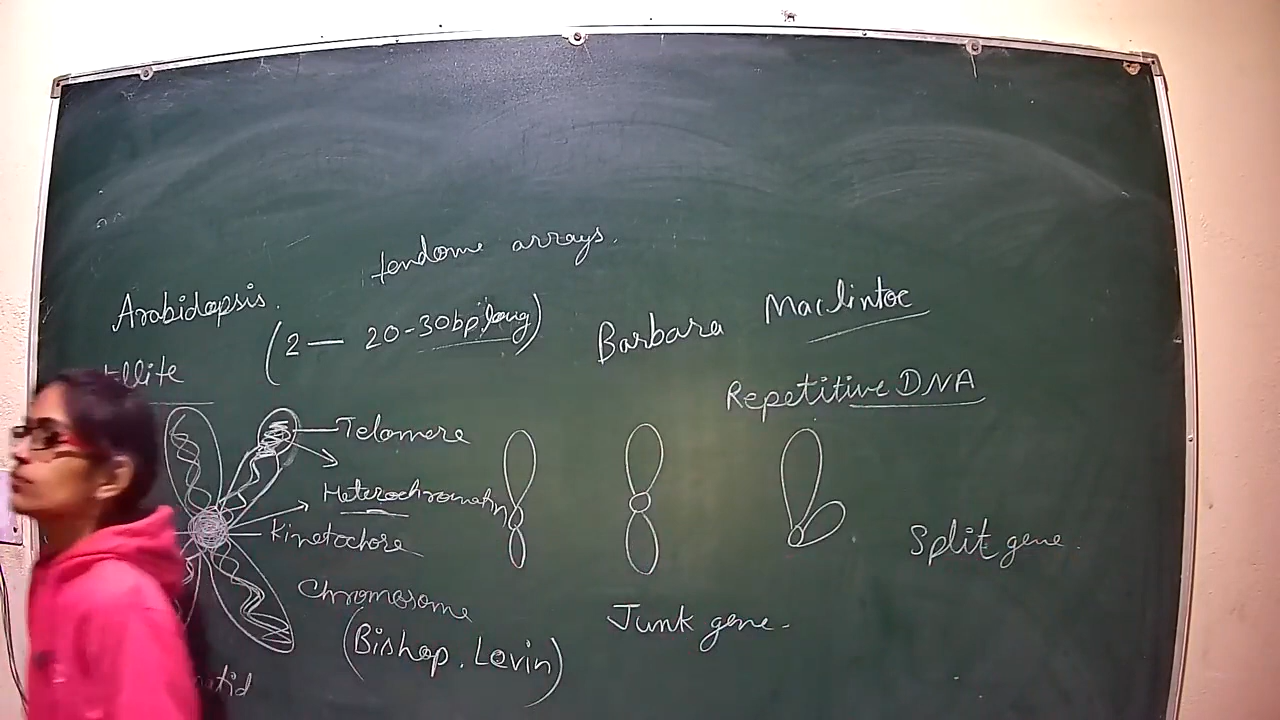 tendome arrays.
Arabidopsis.
(2 — 20-30bp long)
Barbara Maclintoc
Repetitive DNA
Telomere
Heterochromatin
Kinetochore
Split gene.
Chromosome
(Bishop, Levin)
Junk gene-